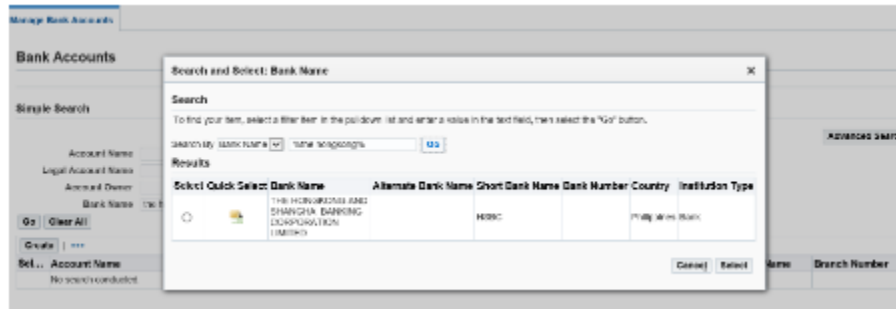 Manage Bank Accounts
Bank Accounts
Simple Search
Advanced Sear
Account Name
Legal Account Name
Account Owner
Bank Name
Go Clear All
Create | •••
Sel... Account Name
Name Branch Number
No search conducted
Search and Select: Bank Name
Search
To find your item, select a filter item in the pulldown list and enter a value in the text field, then select the "Go" button.
Search By Bank Name Go
Results
Select Quick Select Bank Name Alternate Bank Name Short Bank Name Bank Number Country Institution Type
THE HONGKONG AND
SHANGHAI BANKING
CORPORATION
LIMITED
HSBC Philippines Bank
Cancel Select